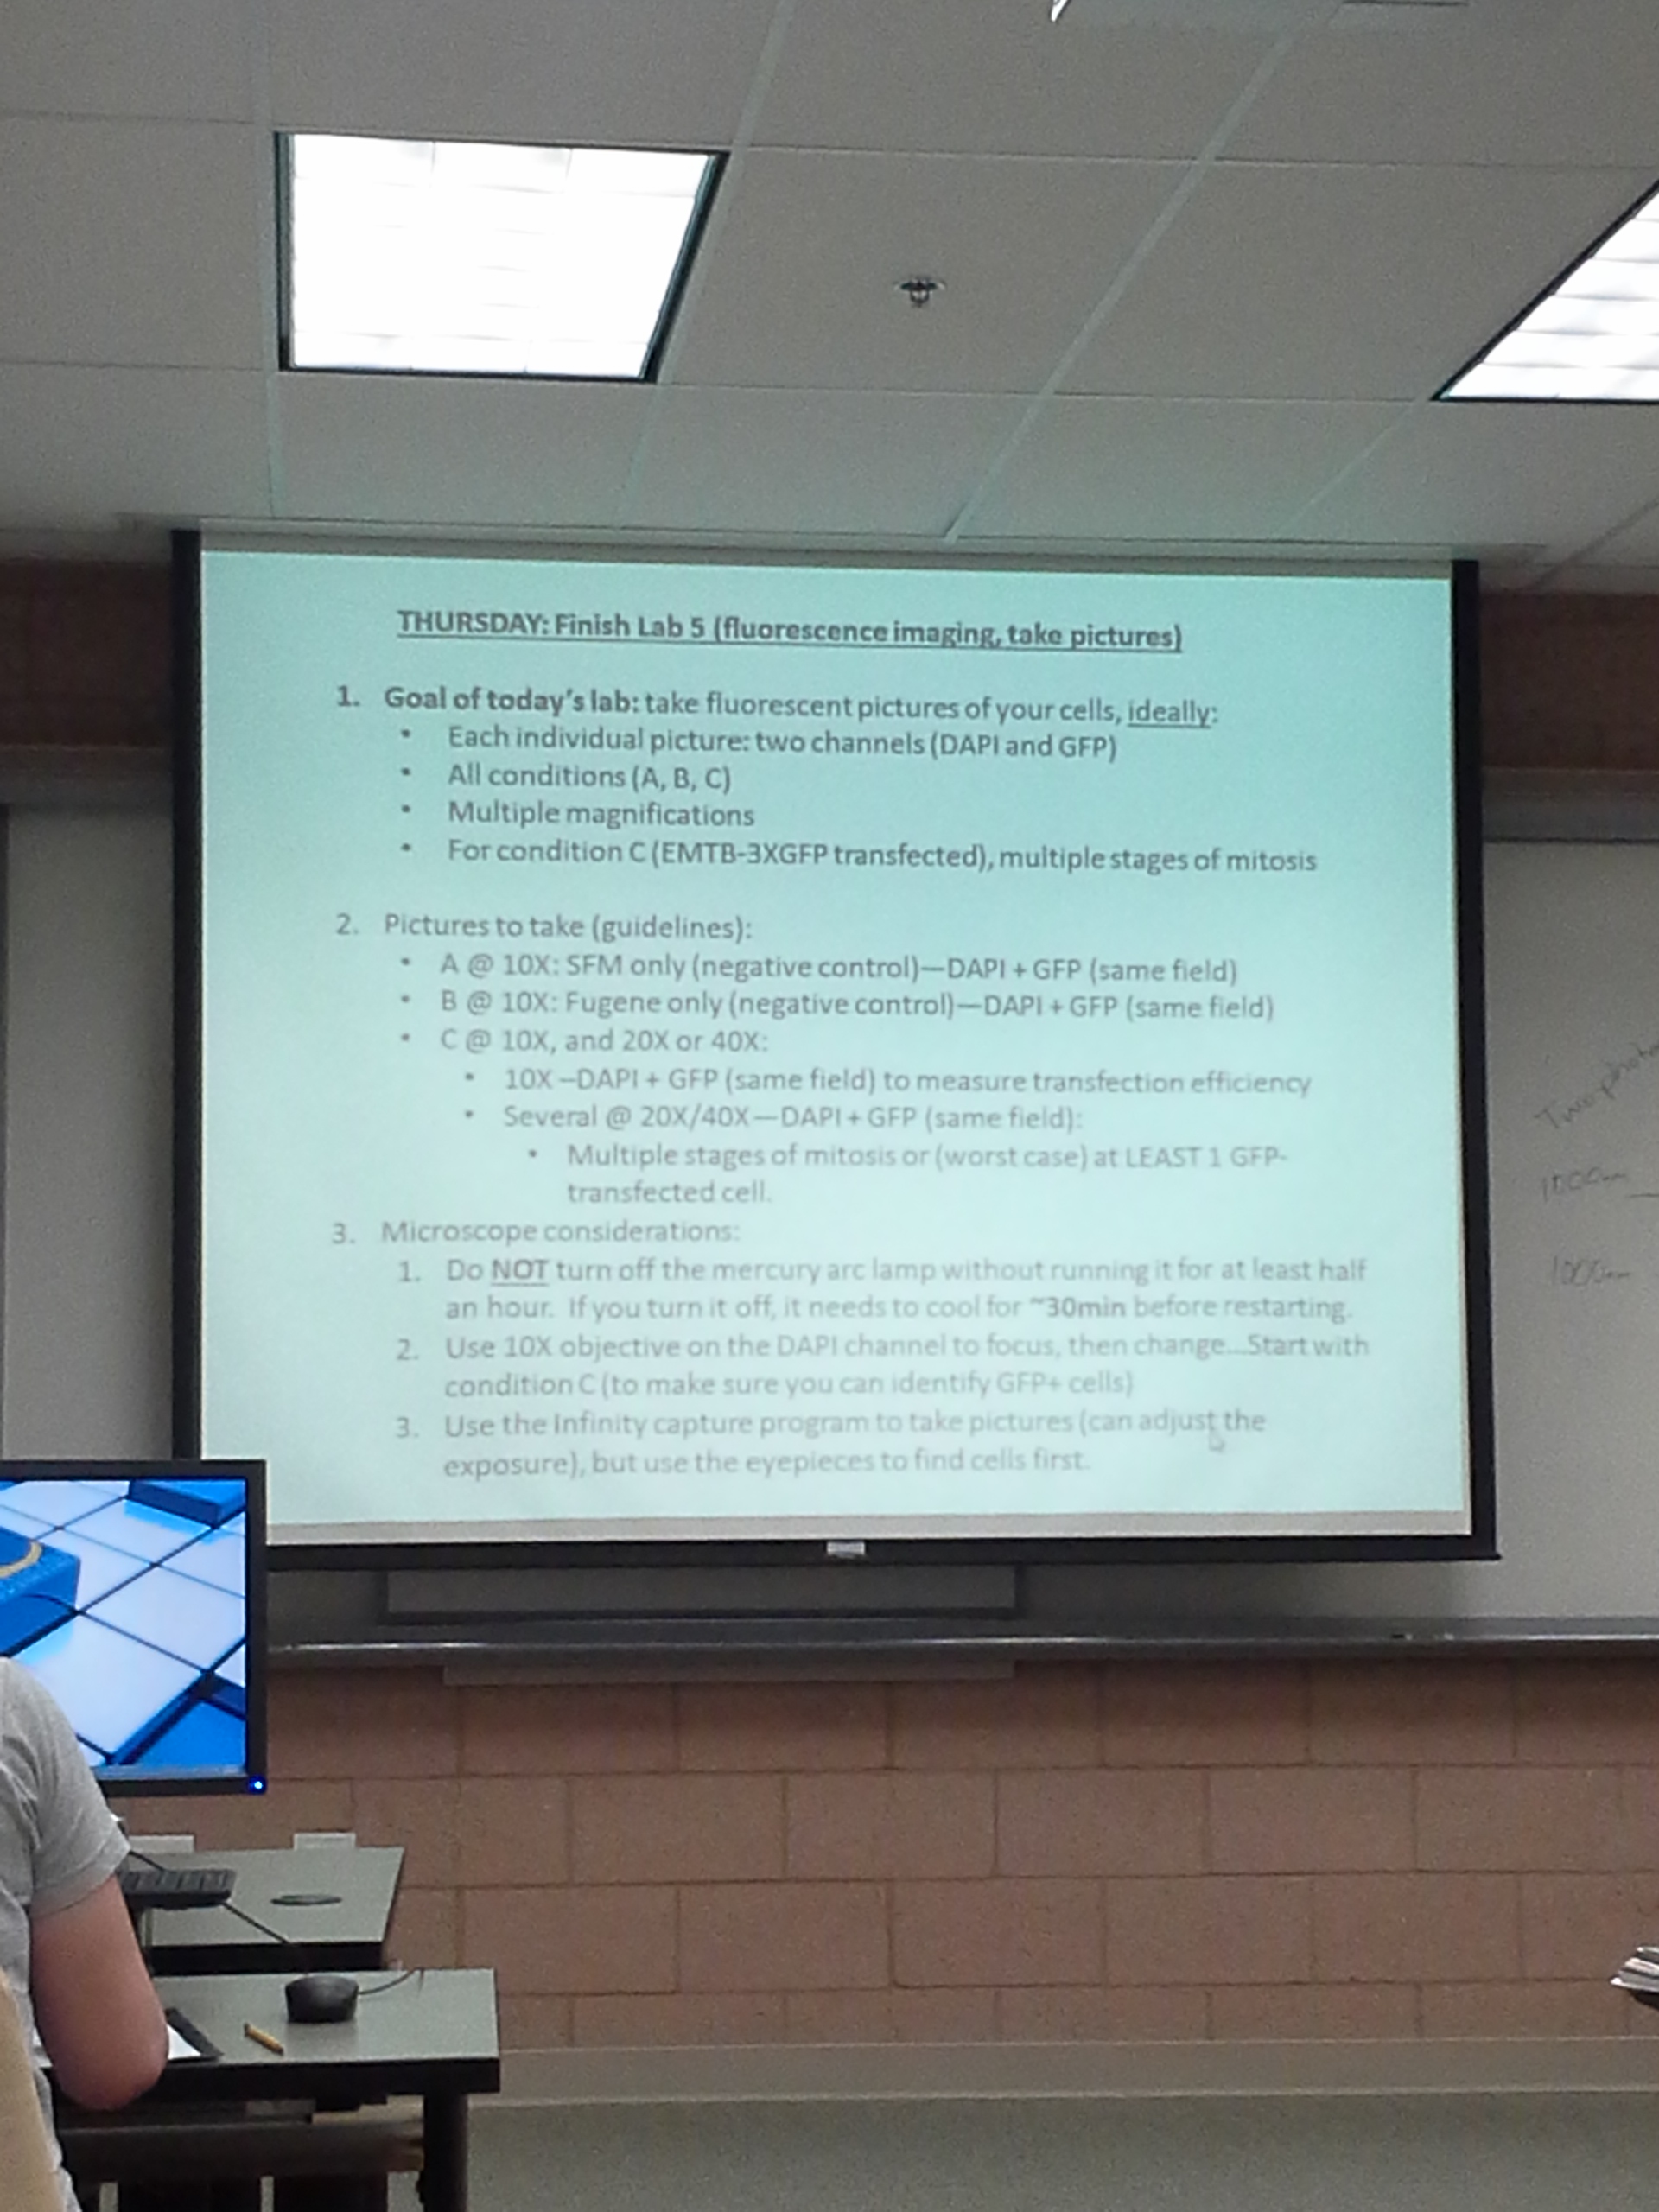 THURSDAY: Finish Lab 5 (fluorescence imaging, take pictures)
1. Goal of today's lab: take fluorescent pictures of your cells, ideally:
• Each individual picture: two channels (DAPI and GFP)
• All conditions (A, B, C)
• Multiple magnifications
• For condition C (EMTB-3XGFP transfected), multiple stages of mitosis
2. Pictures to take (guidelines):
• A @ 10X: SFM only (negative control)—DAPI + GFP (same field)
• B @ 10X: Fugene only (negative control)—DAPI + GFP (same field)
• C @ 10X, and 20X or 40X:
• 10X –DAPI + GFP (same field) to measure transfection efficiency
• Several @ 20X/40X—DAPI + GFP (same field):
• Multiple stages of mitosis or (worst case) at LEAST 1 GFP-
transfected cell.
3. Microscope considerations:
1. Do NOT turn off the mercury arc lamp without running it for at least half
an hour. If you turn it off, it needs to cool for ~30min before restarting.
2. Use 10X objective on the DAPI channel to focus, then change...Start with
condition C (to make sure you can identify GFP+ cells)
3. Use the Infinity capture program to take pictures (can adjust the
exposure), but use the eyepieces to find cells first.